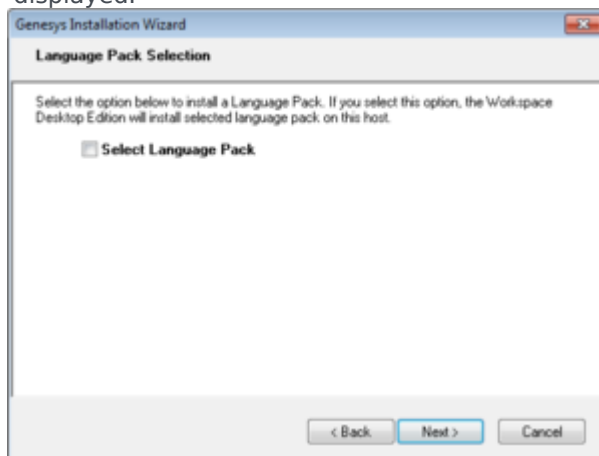 displayed.
Genesys Installation Wizard
Language Pack Selection
Select the option below to install a Language Pack. If you select this option, the Workspace
Desktop Edition will install selected language pack on this host.
Select Language Pack
< Back
Next >
Cancel